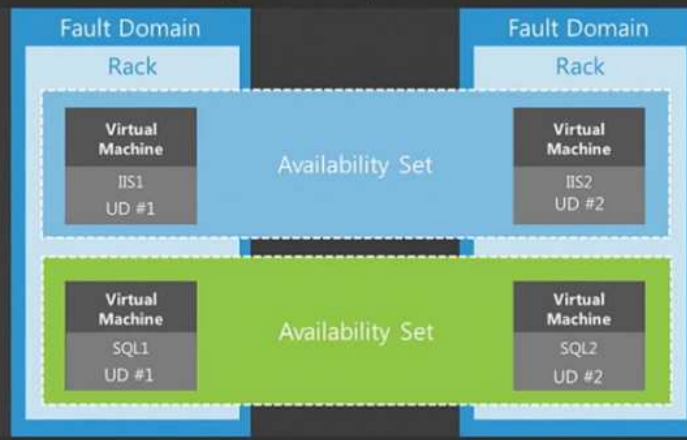 Fault Domain
Fault Domain
Rack
Rack
Virtual
Machine
IIS1
UD #1
Availability Set
Virtual
Machine
IIS2
UD #2
Virtual
Machine
SQL1
UD #1
Availability Set
Virtual
Machine
SQL2
UD #2